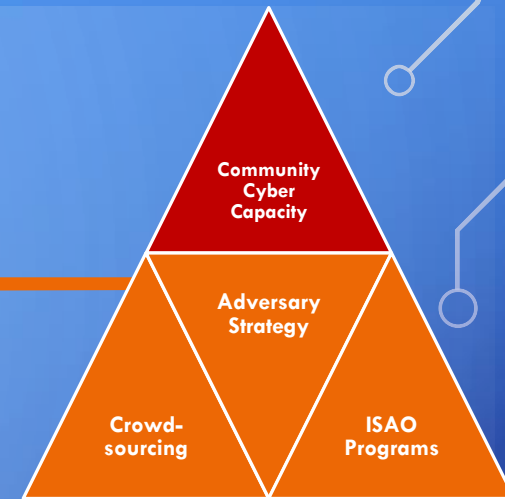 Community
Cyber
Capacity
Adversary
Strategy
Crowd-
sourcing
ISAO
Programs